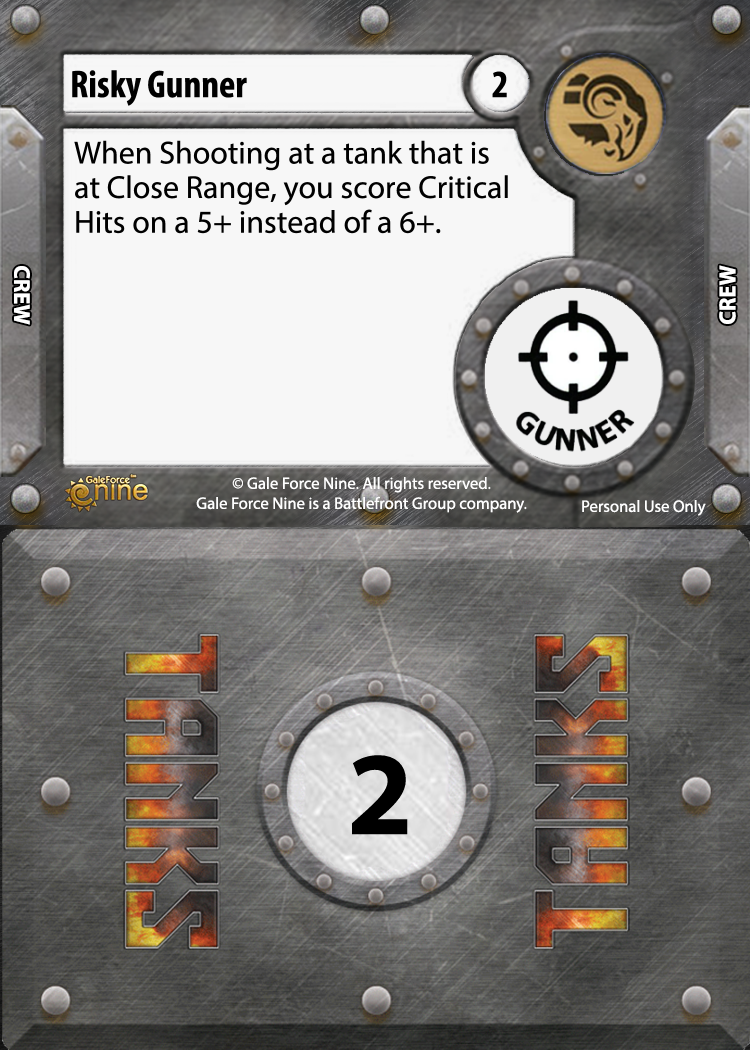 Risky Gunner
2
When Shooting at a tank that is
at Close Range, you score Critical
Hits on a 5+ instead of a 6+.
CREW
CREW
GUNNER
GaleForce™
nine
© Gale Force Nine. All rights reserved.
Gale Force Nine is a Battlefront Group company.
Personal Use Only
TANKS
2
TANKS